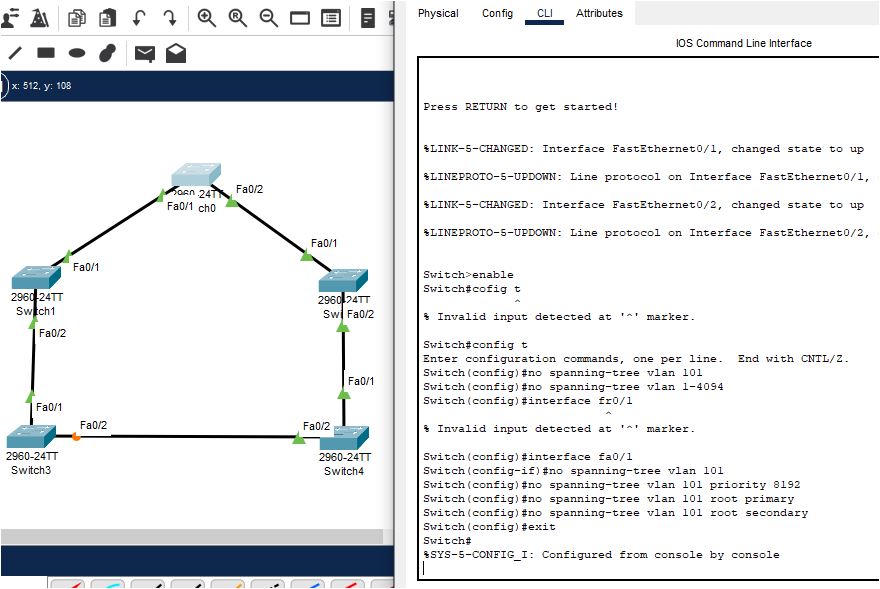 Physical Config CLI Attributes
IOS Command Line Interface
x: 512, y: 108
Fa0/2
2960-24TT
Fa0/1 ch0
Fa0/1
Fa0/1
2960-24TT
Switch1
Fa0/2
2960-24TT
Swi Fa0/2
Fa0/1
Fa0/1
Fa0/2
Fa0/2
2960-24TT
Switch3
2960-24TT
Switch4
Press RETURN to get started!
%LINK-5-CHANGED: Interface FastEthernet0/1, changed state to up
%LINEPROTO-5-UPDOWN: Line protocol on Interface FastEthernet0/1,
%LINK-5-CHANGED: Interface FastEthernet0/2, changed state to up
%LINEPROTO-5-UPDOWN: Line protocol on Interface FastEthernet0/2,
Switch>enable
Switch#cofig t
^
% Invalid input detected at '^' marker.
Switch#config t
Enter configuration commands, one per line. End with CNTL/Z.
Switch(config)#no spanning-tree vlan 101
Switch(config)#no spanning-tree vlan 1-4094
Switch(config)#interface fr0/1
^
% Invalid input detected at '^' marker.
Switch(config)#interface fa0/1
Switch(config-if)#no spanning-tree vlan 101
Switch(config)#no spanning-tree vlan 101 priority 8192
Switch(config)#no spanning-tree vlan 101 root primary
Switch(config)#no spanning-tree vlan 101 root secondary
Switch(config)#exit
Switch#
%SYS-5-CONFIG_I: Configured from console by console